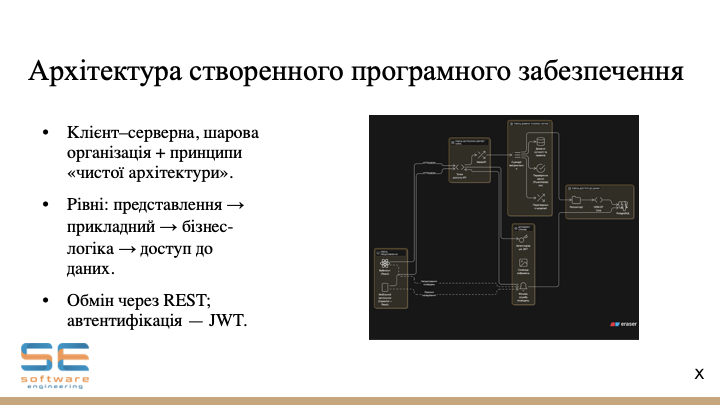 Архітектура створенного програмного забезпечення
• Клієнт–серверна, шарова
організація + принципи
«чистої архітектури».
• Рівні: представлення →
прикладний → бізнес-
логіка → доступ до
даних.
• Обмін через REST;
автентифікація — JWT.
eraser
SE
software
engineering
x